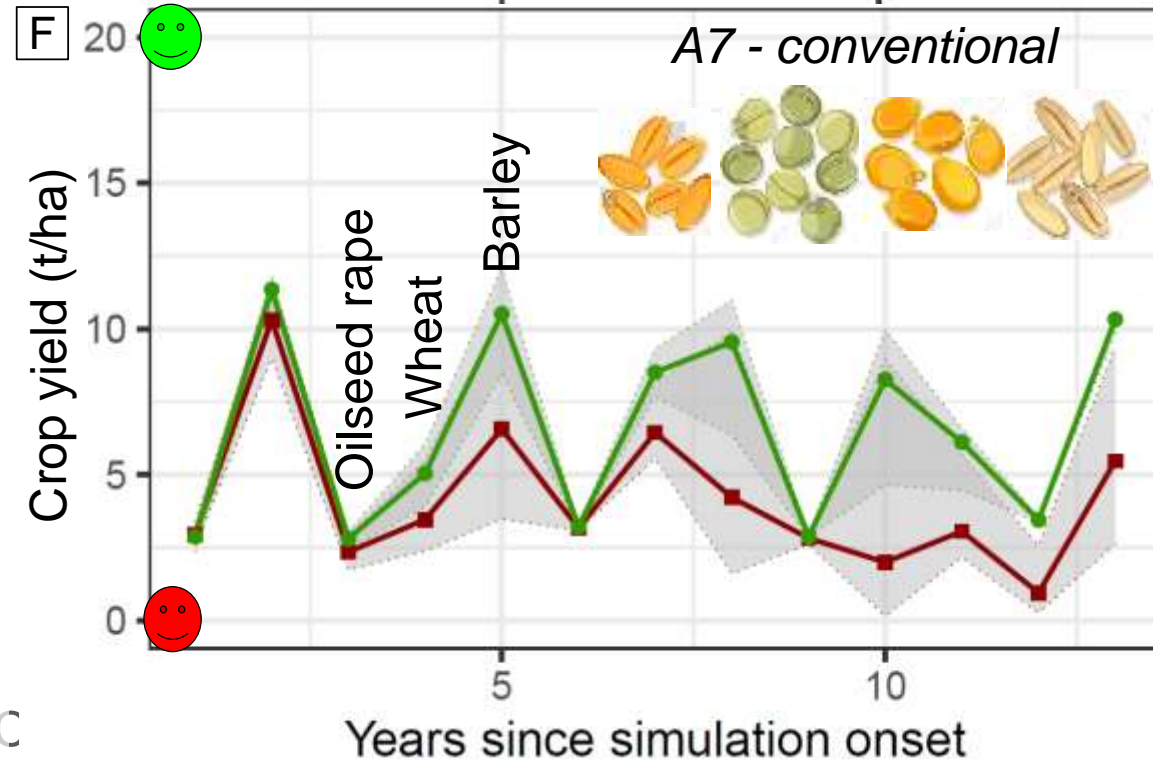 F
A7 - conventional
20
15
10
5
0
Crop yield (t/ha)
Oilseed rape
Wheat
Barley
5
10
Years since simulation onset